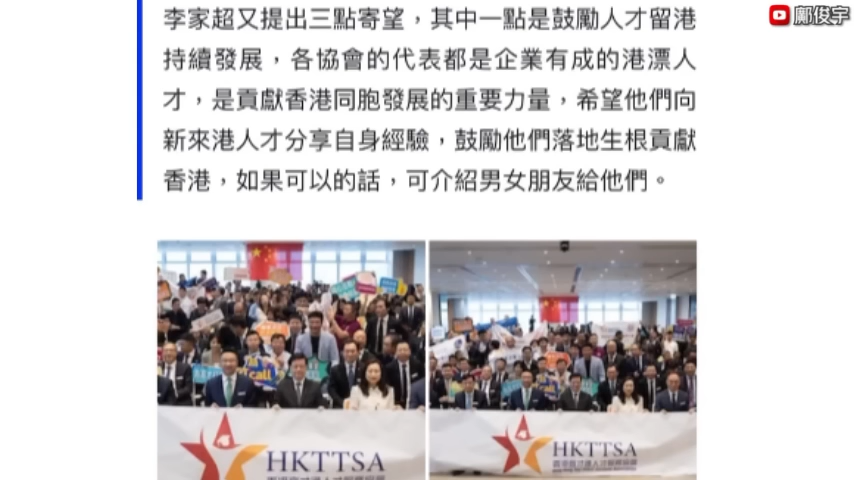 鄺俊宇
李家超又提出三點寄望，其中一點是鼓勵人才留港
持續發展，各協會的代表都是企業有成的港漂人
才，是貢獻香港同胞發展的重要力量，希望他們向
新來港人才分享自身經驗，鼓勵他們落地生根貢獻
香港，如果可以的話，可介紹男女朋友給他們。
call
HKTTSA
HKTTSA